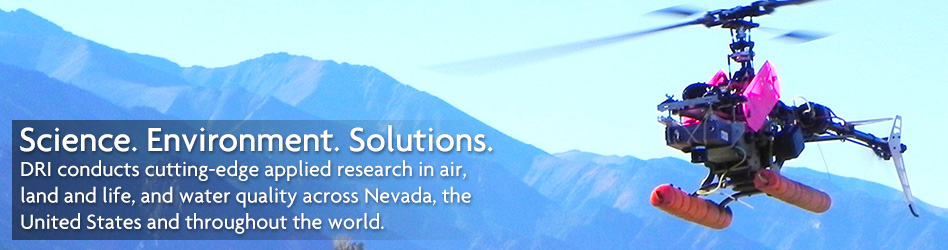 Science. Environment. Solutions.
DRI conducts cutting-edge applied research in air,
land and life, and water quality across Nevada, the
United States and throughout the world.